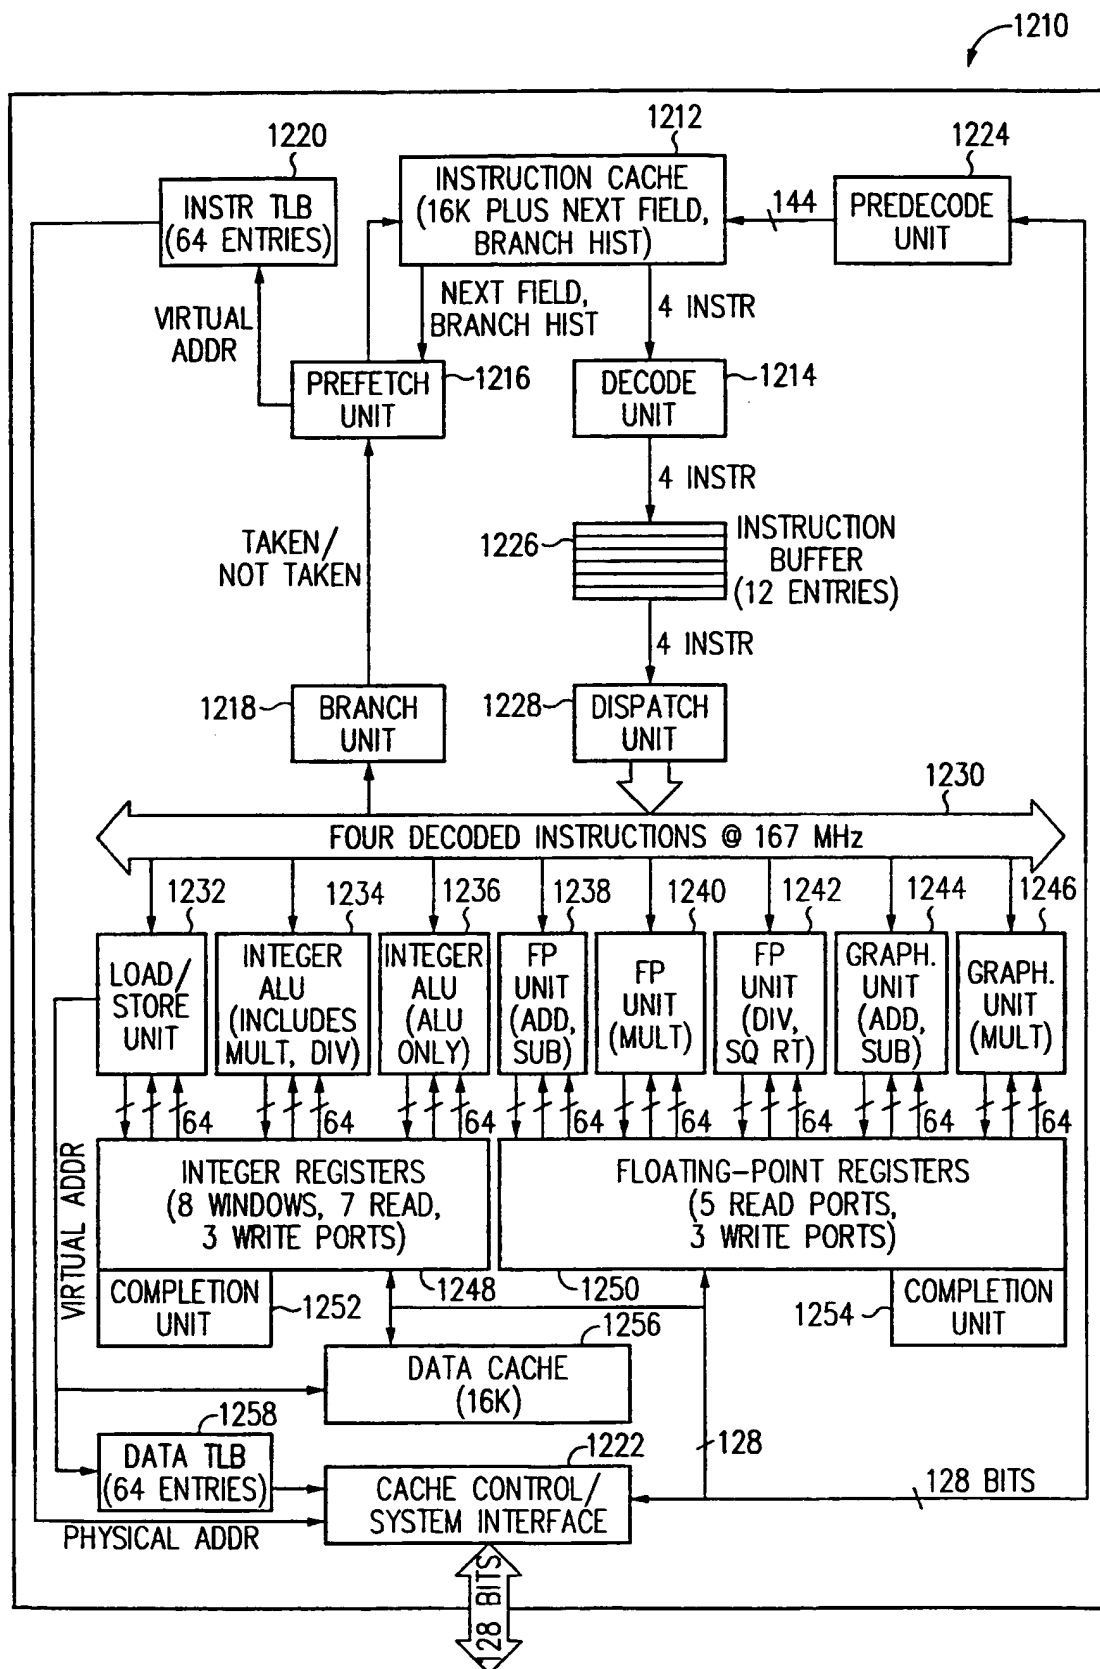 1210
1220
1212
1224
INSTR TLB
(64 ENTRIES)
INSTRUCTION CACHE
(16K PLUS NEXT FIELD,
BRANCH HIST)
144
PREDECODE
UNIT
VIRTUAL
ADDR
NEXT FIELD,
BRANCH HIST
4 INSTR
PREFETCH
UNIT
1216
DECODE
UNIT
1214
4 INSTR
TAKEN/
NOT TAKEN
1226
INSTRUCTION
BUFFER
(12 ENTRIES)
4 INSTR
1218
BRANCH
UNIT
1228
DISPATCH
UNIT
1230
FOUR DECODED INSTRUCTIONS @ 167 MHz
1232
1234
1236
1238
1240
1242
1244
1246
LOAD/
STORE
UNIT
INTEGER
ALU
(INCLUDES
MULT, DIV)
INTEGER
ALU
(ALU
ONLY)
FP
UNIT
(ADD,
SUB)
FP
UNIT
(MULT)
FP
UNIT
(DIV,
SQ RT)
GRAPH.
UNIT
(ADD,
SUB)
GRAPH.
UNIT
(MULT)
64
64
64
64
64
64
64
64
VIRTUAL ADDR
INTEGER REGISTERS
(8 WINDOWS, 7 READ,
3 WRITE PORTS)
FLOATING-POINT REGISTERS
(5 READ PORTS,
3 WRITE PORTS)
COMPLETION
UNIT
1252
1248
1250
1254
COMPLETION
UNIT
1256
DATA CACHE
(16K)
1258
DATA TLB
(64 ENTRIES)
1222
CACHE CONTROL/
SYSTEM INTERFACE
128
128 BITS
PHYSICAL ADDR
128 BITS